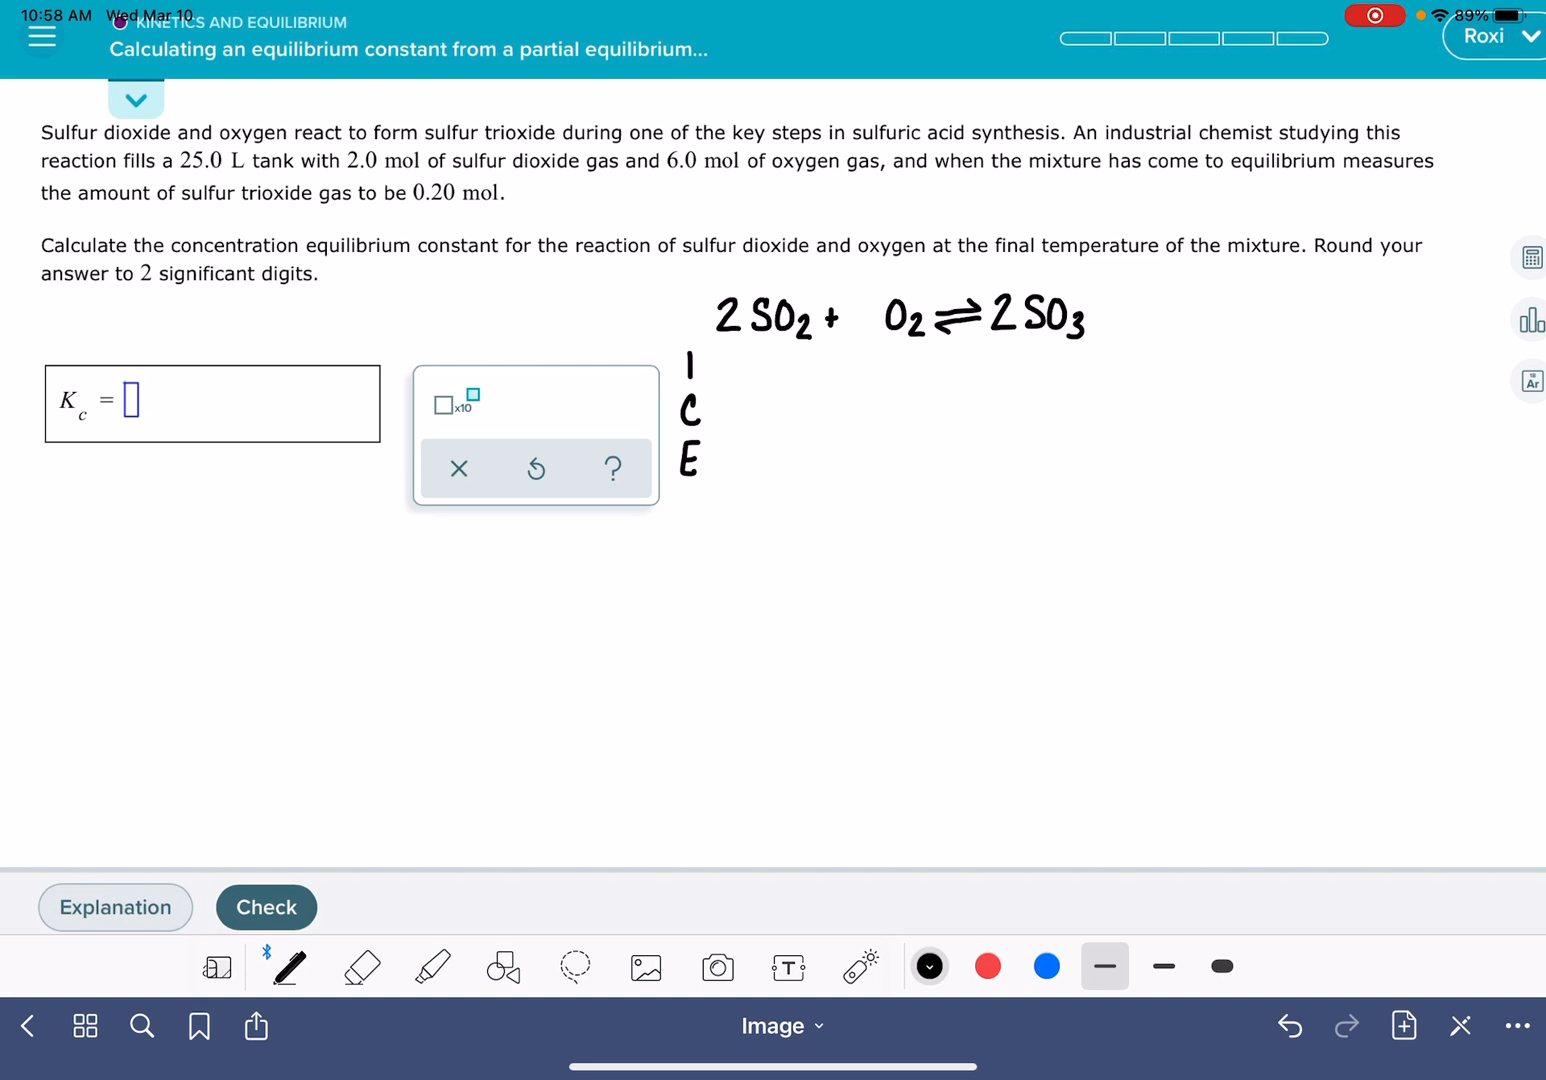 10:58 AM Wed Mar 10
89%
KINETICS AND EQUILIBRIUM
Calculating an equilibrium constant from a partial equilibrium...
Roxi
Sulfur dioxide and oxygen react to form sulfur trioxide during one of the key steps in sulfuric acid synthesis. An industrial chemist studying this
reaction fills a 25.0 L tank with 2.0 mol of sulfur dioxide gas and 6.0 mol of oxygen gas, and when the mixture has come to equilibrium measures
the amount of sulfur trioxide gas to be 0.20 mol.
Calculate the concentration equilibrium constant for the reaction of sulfur dioxide and oxygen at the final temperature of the mixture. Round your
answer to 2 significant digits.
2 SO₂ + O₂ ⇌ 2 SO₃
I
C
E
K_c = □
□x10□
?
18
Ar
Explanation
Check
a
T
Image